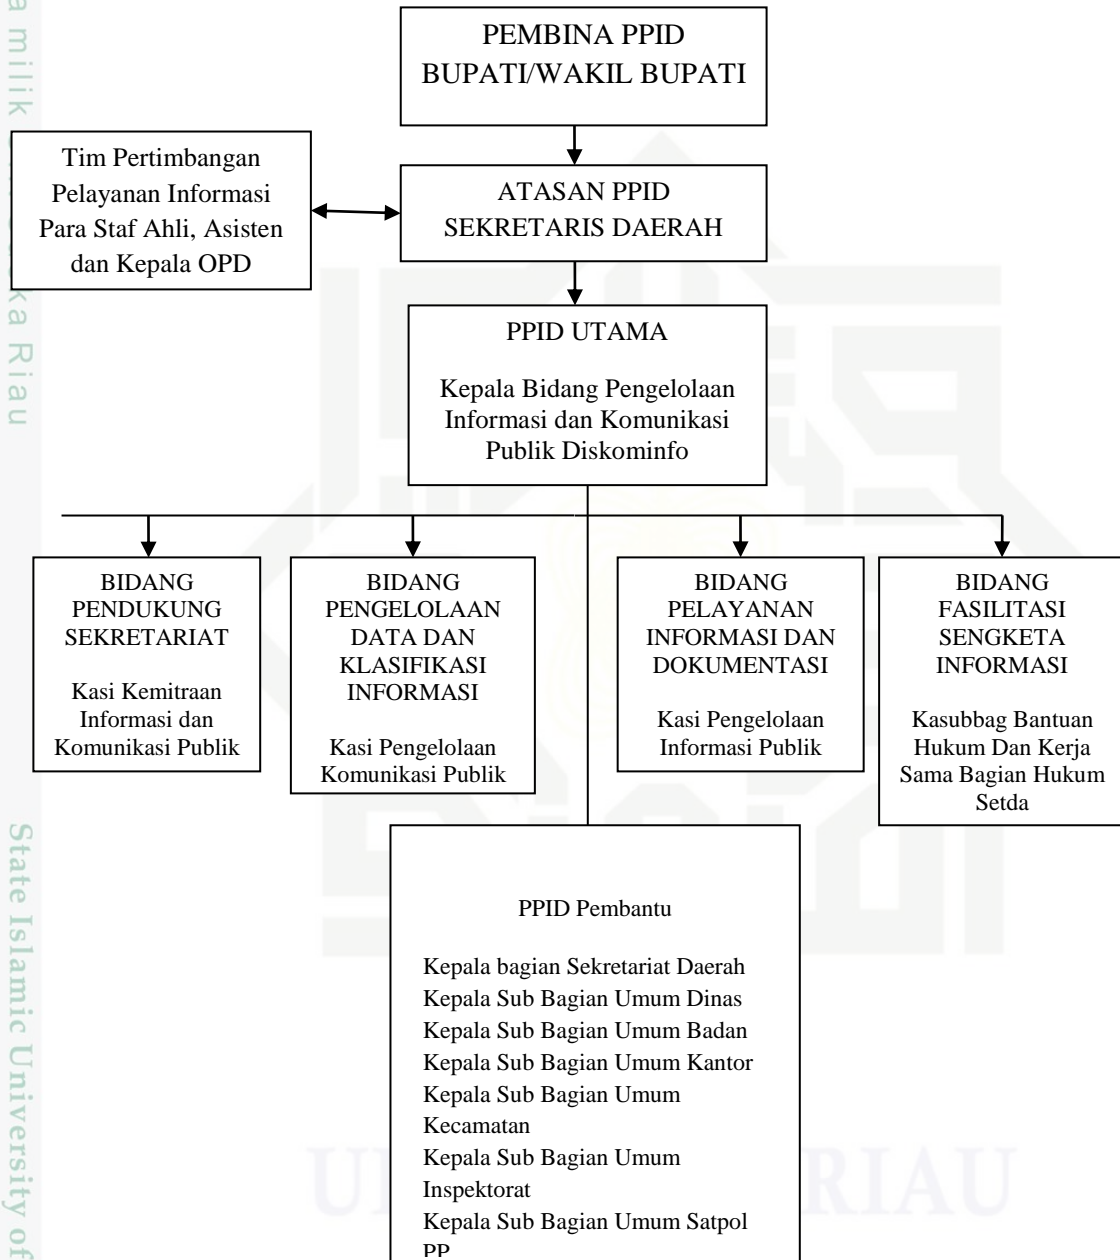 PEMBINA PPID
BUPATI/WAKIL BUPATI
Tim Pertimbangan
Pelayanan Informasi
Para Staf Ahli, Asisten
dan Kepala OPD
ATASAN PPID
SEKRETARIS DAERAH
PPID UTAMA
Kepala Bidang Pengelolaan
Informasi dan Komunikasi
Publik Diskominfo
BIDANG
PENDUKUNG
SEKRETARIAT
Kasi Kemitraan
Informasi dan
Komunikasi Publik
BIDANG
PENGELOLAAN
DATA DAN
KLASIFIKASI
INFORMASI
Kasi Pengelolaan
Komunikasi Publik
BIDANG
PELAYANAN
INFORMASI DAN
DOKUMENTASI
Kasi Pengelolaan
Informasi Publik
BIDANG
FASILITASI
SENGKETA
INFORMASI
Kasubbag Bantuan
Hukum Dan Kerja
Sama Bagian Hukum
Setda
PPID Pembantu
Kepala bagian Sekretariat Daerah
Kepala Sub Bagian Umum Dinas
Kepala Sub Bagian Umum Badan
Kepala Sub Bagian Umum Kantor
Kepala Sub Bagian Umum
Kecamatan
Kepala Sub Bagian Umum
Inspektorat
Kepala Sub Bagian Umum Satpol
PP
milik
Riau
State Islamic University of
RIAU